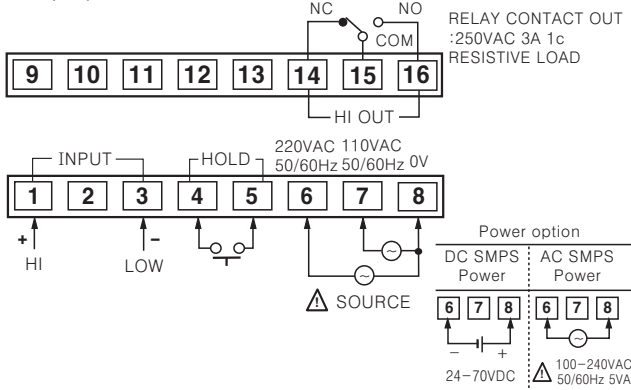 NC NO
COM
RELAY CONTACT OUT
:250VAC 3A 1c
RESISTIVE LOAD
9 10 11 12 13 14 15 16
HI OUT
INPUT HOLD 220VAC 110VAC
50/60Hz 50/60Hz 0V
1 2 3 4 5 6 7 8
+ −
HI LOW
SOURCE
Power option
DC SMPS AC SMPS
Power Power
6 7 8 6 7 8
− +
24−70VDC
100−240VAC
50/60Hz 5VA